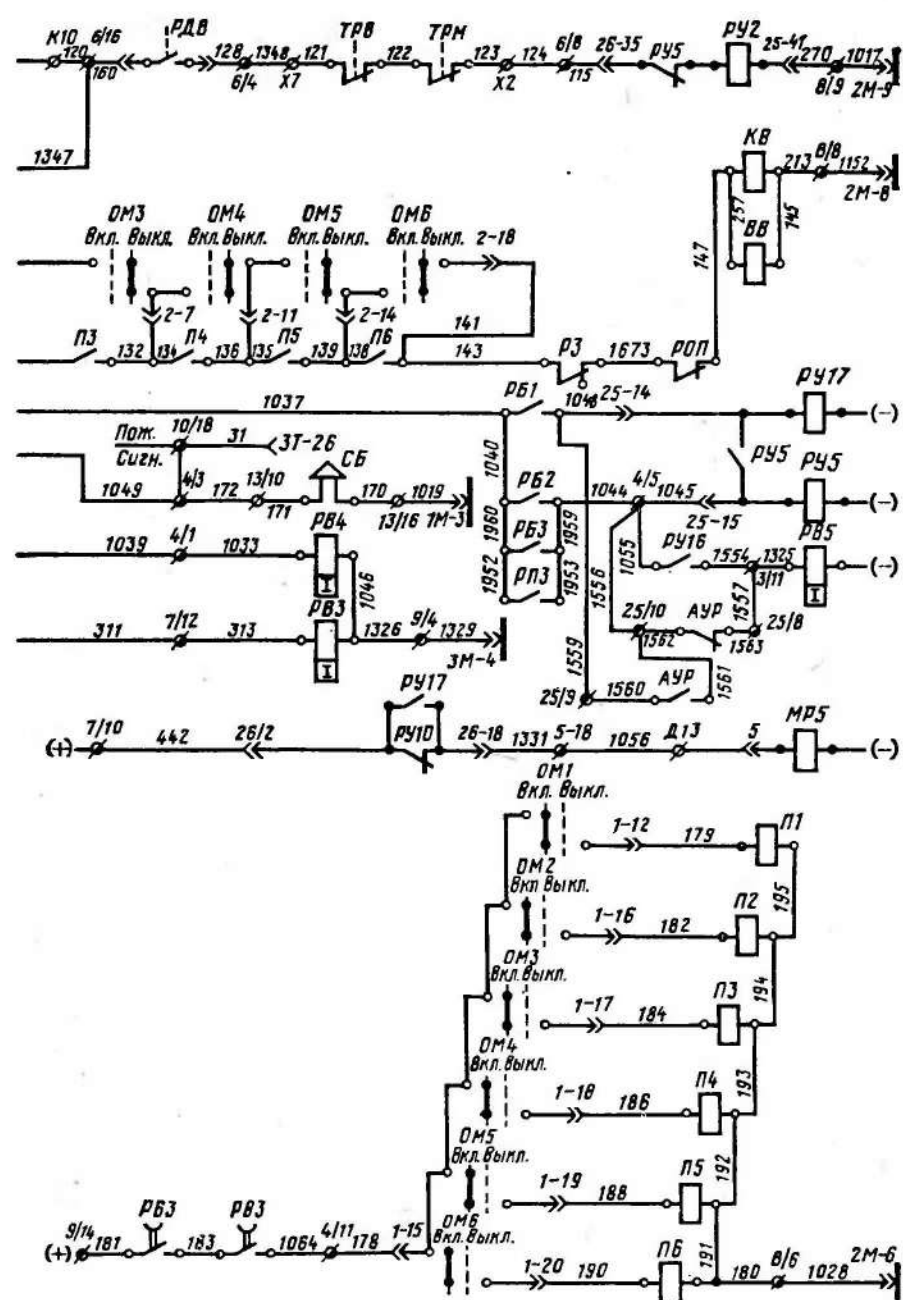 К10 6/16 РДВ ТРВ ТРМ 6/8 26-35 РУ5 РУ2 25-41
120 160 128 1348 121 122 123 124 115 270 1017
6/4 Х7 Х2 8/9 2М-9
1347
КВ 213 8/8 1152
2М-8
257 145
ВВ
147
ОМ3 ОМ4 ОМ5 ОМ6
Вкл. Выкл. Вкл. Выкл. Вкл. Выкл. Вкл. Выкл. 2-18
2-7 2-11 2-14 141
П3 132 134 П4 136 135 П5 139 138 П6 143 РЗ 1673 РОП
1037 РБ1 1048 25-14 РУ17 (—)
Пож. 10/18 31 3Т-26
Сигн.
СБ 1040 РУ5 РУ5
1049 4/3 172 13/10 171 170 1019 РБ2 1044 4/5 1045 (—)
13/16 1М-3 25-15
1960 РБ3 1959
РВ4 1055 РУ16 1554 1325 РВ5 (—)
1039 4/1 1033 I 1046 3/11 I
1952 РП3 1953 1556 1557
РВ3 25/10 АУР 25/8
311 7/12 313 I 1326 9/4 1329 1562 1563
3М-4 1559 1561
25/9 1560 АУР
РУ17
(+) 7/10 442 26/2 РУ10 26-18 1331 5-18 1056 Д13 5 МР5 (—)
ОМ1
Вкл. Выкл.
1-12 179 П1
195
ОМ2
Вкл Выкл.
1-16 182 П2
194
ОМ3
Вкл. Выкл.
1-17 184 П3
193
ОМ4
Вкл. Выкл.
1-18 186 П4
192
ОМ5
Вкл. Выкл.
1-19 188 П5
191
(+) 9/14 181 РБ3 183 РВ3 1064 4/11 178 1-15
ОМ6
Вкл. Выкл.
1-20 190 П6 180 8/6 1028 2М-6